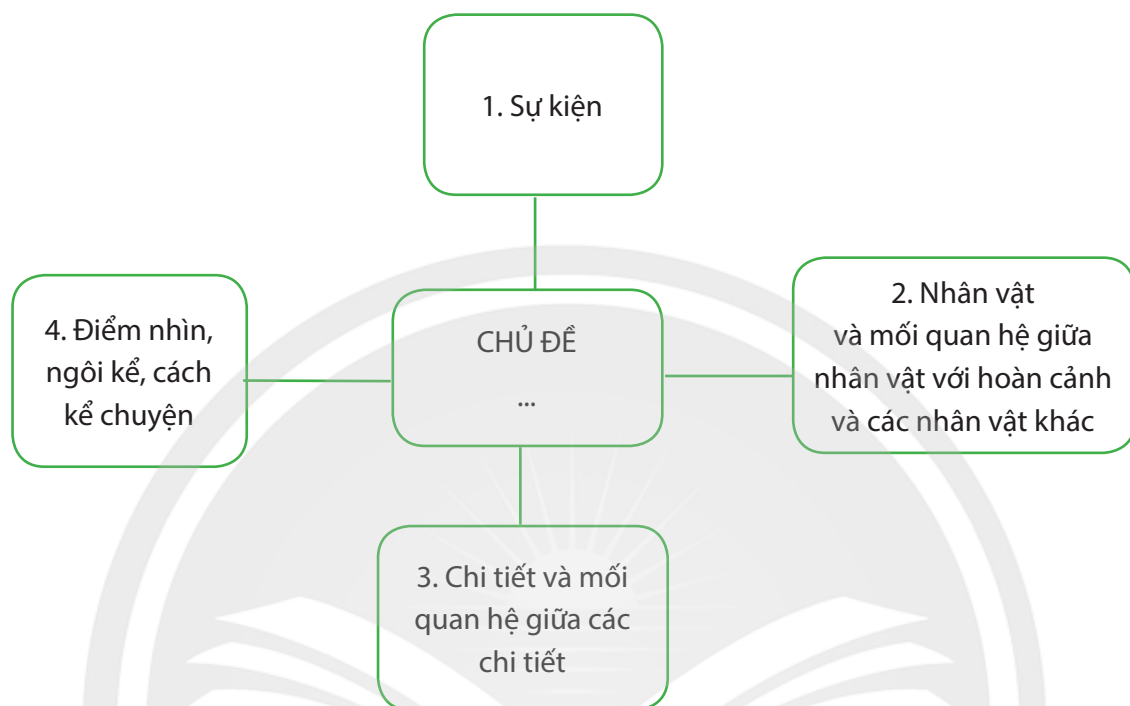 1. Sự kiện
CHỦ ĐỀ
...
2. Nhân vật
và mối quan hệ giữa
nhân vật với hoàn cảnh
và các nhân vật khác
3. Chi tiết và mối
quan hệ giữa các
chi tiết
4. Điểm nhìn,
ngôi kể, cách
kể chuyện